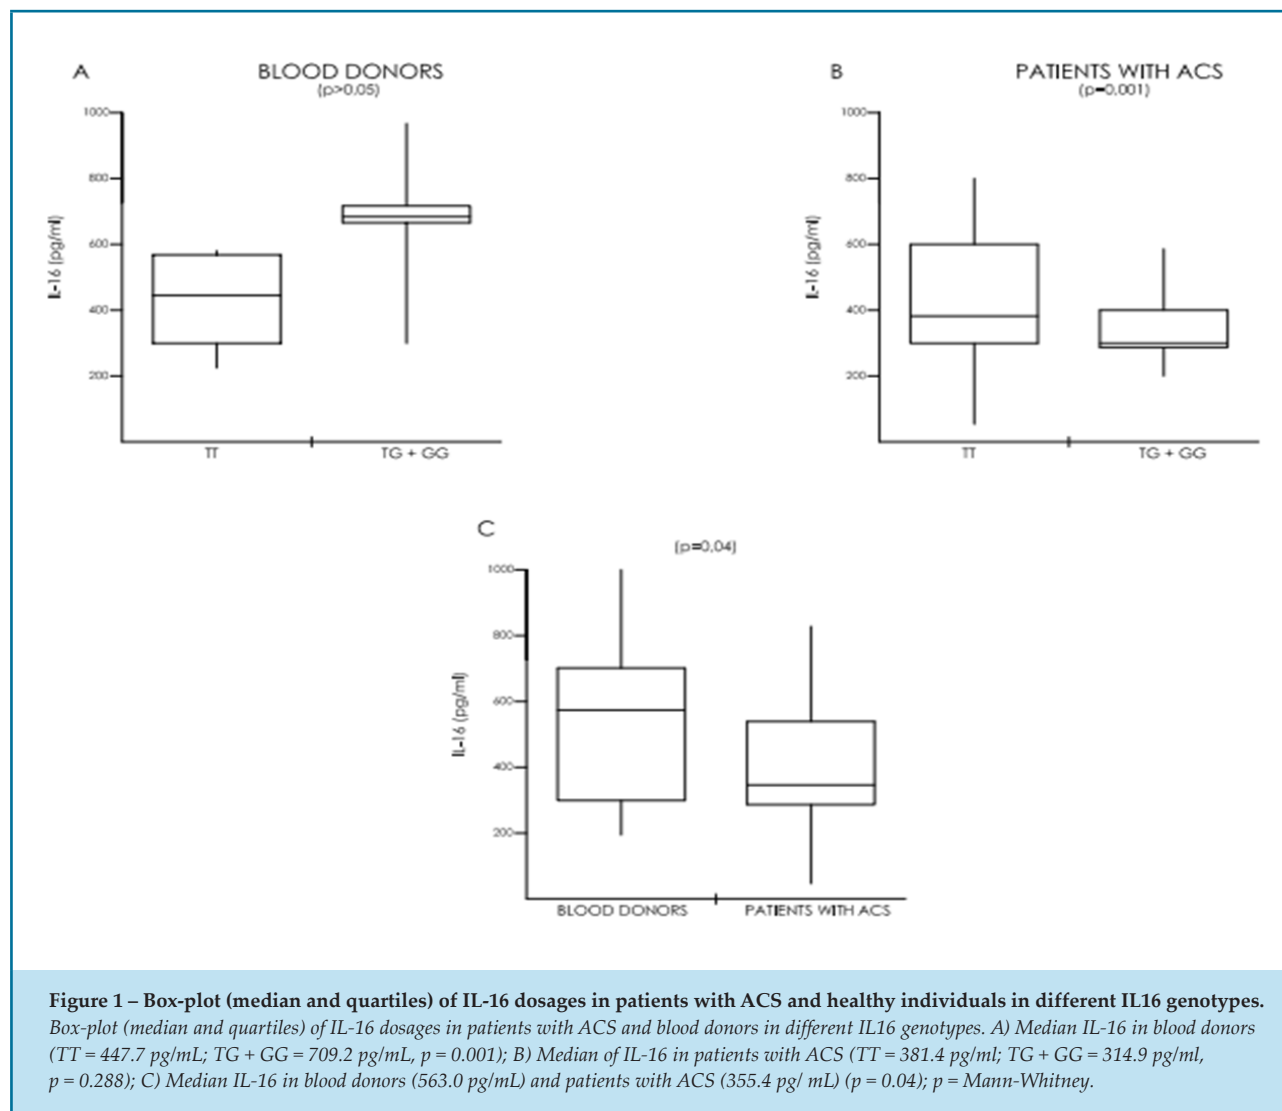 A
BLOOD DONORS
(p>0,05)
1000
800
600
400
200
IL-16 (pg/ml)
TT
TG + GG
B
PATIENTS WITH ACS
(p=0,001)
1000
800
600
400
200
IL-16 (pg/ml)
TT
TG + GG
C
(p=0,04)
1000
800
600
400
200
IL-16 (pg/ml)
BLOOD DONORS
PATIENTS WITH ACS
Figure 1 – Box-plot (median and quartiles) of IL-16 dosages in patients with ACS and healthy individuals in different IL16 genotypes.
Box-plot (median and quartiles) of IL-16 dosages in patients with ACS and blood donors in different IL16 genotypes. A) Median IL-16 in blood donors
(TT = 447.7 pg/mL; TG + GG = 709.2 pg/mL, p = 0.001); B) Median of IL-16 in patients with ACS (TT = 381.4 pg/ml; TG + GG = 314.9 pg/ml,
p = 0.288); C) Median IL-16 in blood donors (563.0 pg/mL) and patients with ACS (355.4 pg/ mL) (p = 0.04); p = Mann-Whitney.